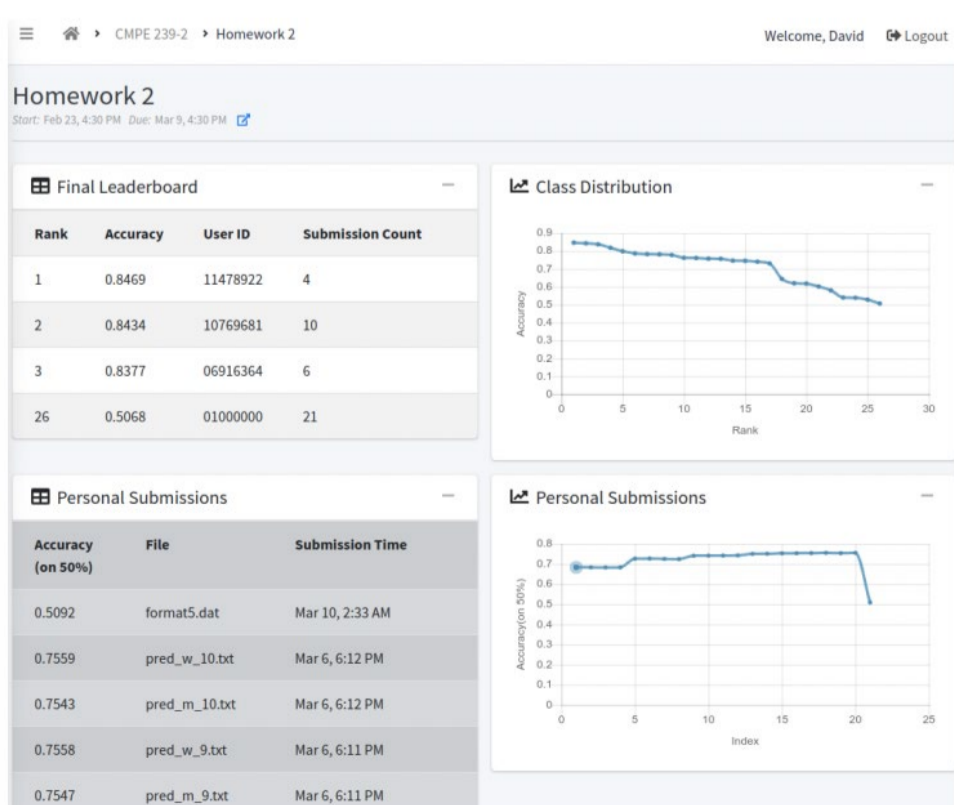 CMPE 239-2 Homework 2
Welcome, David Logout
Homework 2
Start: Feb 23, 4:30 PM Due: Mar 9, 4:30 PM
Final Leaderboard
Rank Accuracy User ID Submission Count
1 0.8469 11478922 4
2 0.8434 10769681 10
3 0.8377 06916364 6
26 0.5068 01000000 21
Class Distribution
0.9
0.8
0.7
0.6
0.5
0.4
0.3
0.2
0.1
0
Accuracy
0 5 10 15 20 25 30
Rank
Personal Submissions
Accuracy (on 50%) File Submission Time
0.5092 format5.dat Mar 10, 2:33 AM
0.7559 pred_w_10.txt Mar 6, 6:12 PM
0.7543 pred_m_10.txt Mar 6, 6:12 PM
0.7558 pred_w_9.txt Mar 6, 6:11 PM
0.7547 pred_m_9.txt Mar 6, 6:11 PM
Personal Submissions
0.8
0.7
0.6
0.5
0.4
0.3
0.2
0.1
0
Accuracy(on 50%)
0 5 10 15 20 25
Index